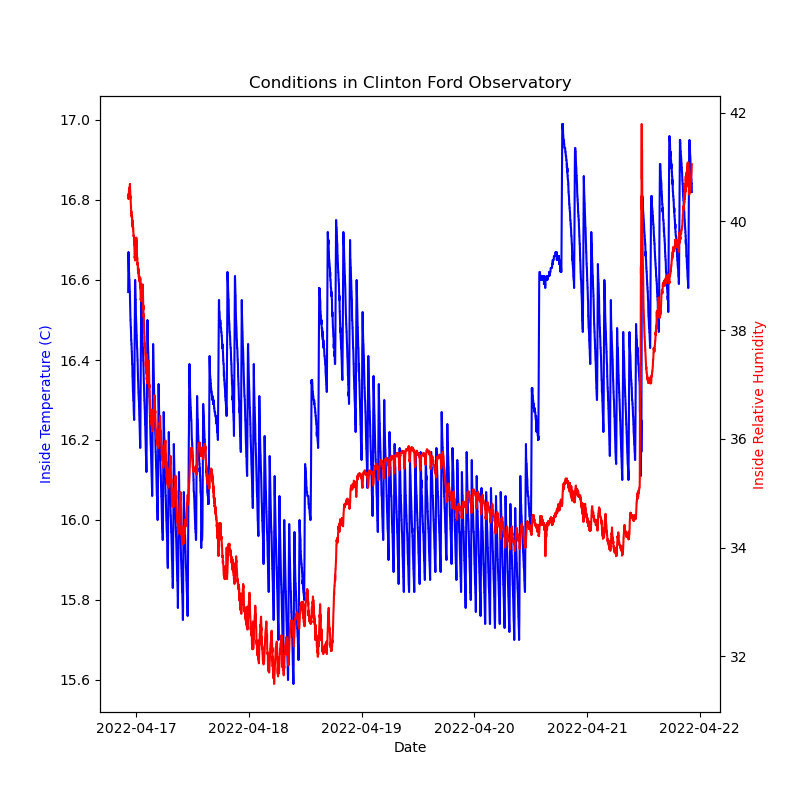 Conditions in Clinton Ford Observatory
17.0
16.8
16.6
16.4
16.2
16.0
15.8
15.6
Inside Temperature (C)
42
40
38
36
34
32
Inside Relative Humidity
2022-04-17 2022-04-18 2022-04-19 2022-04-20 2022-04-21 2022-04-22
Date